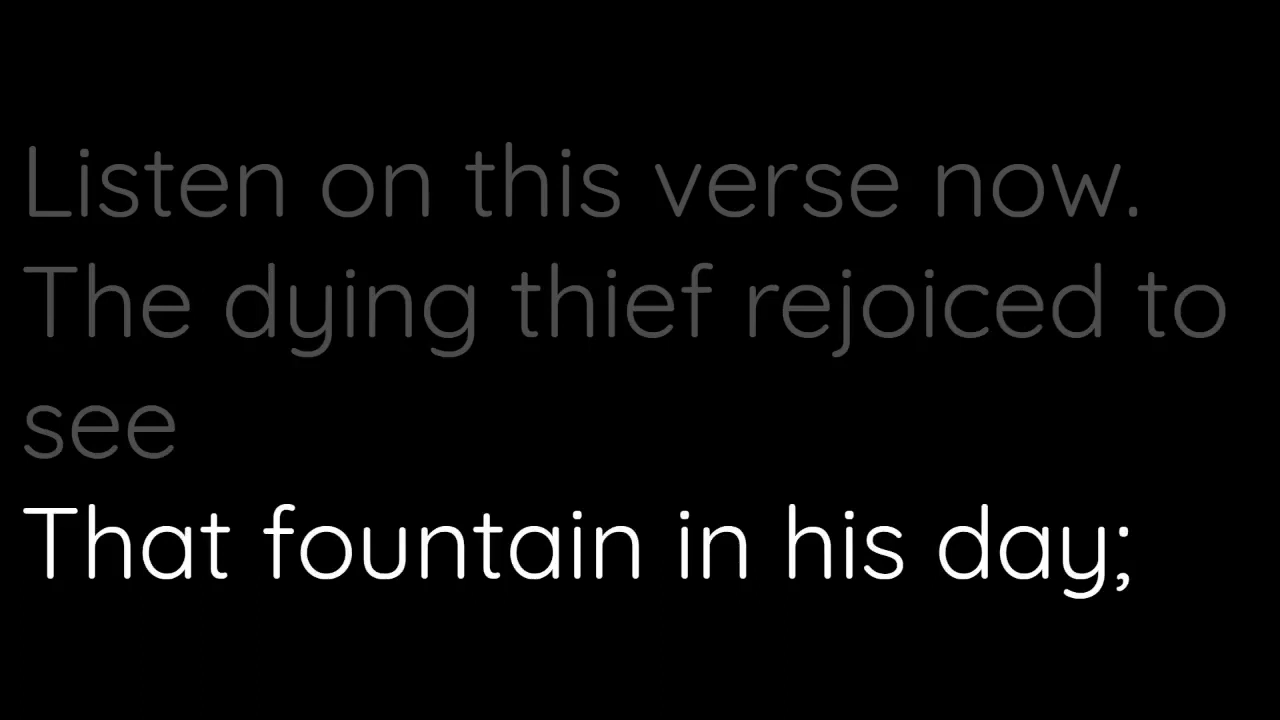 Listen on this verse now.
The dying thief rejoiced to
see
That fountain in his day;